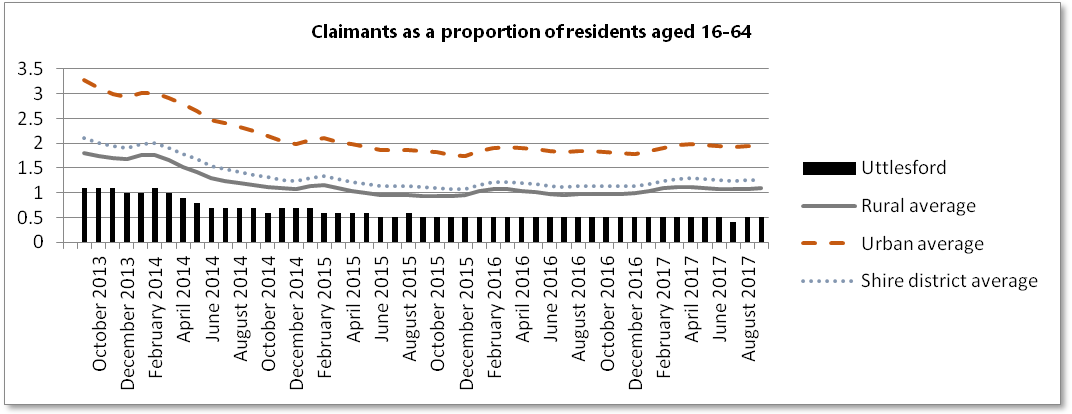 Claimants as a proportion of residents aged 16-64
3.5
3
2.5
2
1.5
1
0.5
0
October 2013
December 2013
February 2014
April 2014
June 2014
August 2014
October 2014
December 2014
February 2015
April 2015
June 2015
August 2015
October 2015
December 2015
February 2016
April 2016
June 2016
August 2016
October 2016
December 2016
February 2017
April 2017
June 2017
August 2017
Uttlesford
Rural average
Urban average
Shire district average